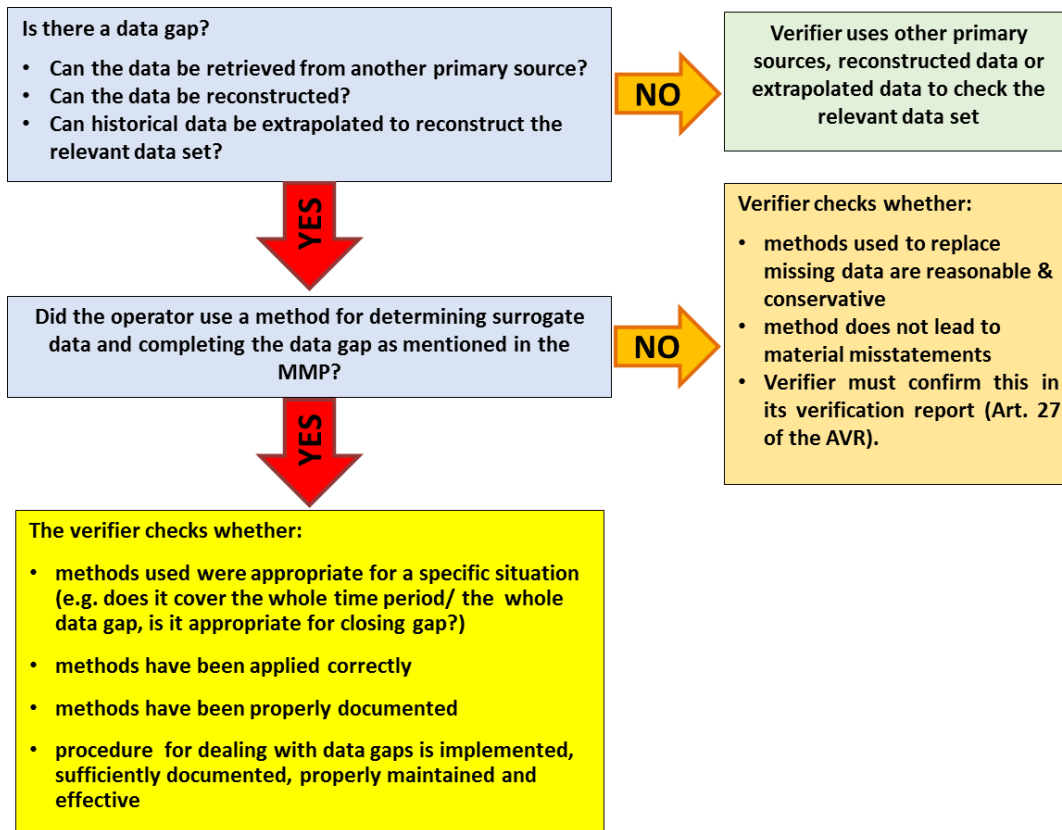 Is there a data gap?
• Can the data be retrieved from another primary source?
• Can the data be reconstructed?
• Can historical data be extrapolated to reconstruct the
relevant data set?
NO
Verifier uses other primary
sources, reconstructed data or
extrapolated data to check the
relevant data set
YES
Did the operator use a method for determining surrogate
data and completing the data gap as mentioned in the
MMP?
NO
Verifier checks whether:
• methods used to replace
missing data are reasonable &
conservative
• method does not lead to
material misstatements
• Verifier must confirm this in
its verification report (Art. 27
of the AVR).
YES
The verifier checks whether:
• methods used were appropriate for a specific situation
(e.g. does it cover the whole time period/ the whole
data gap, is it appropriate for closing gap?)
• methods have been applied correctly
• methods have been properly documented
• procedure for dealing with data gaps is implemented,
sufficiently documented, properly maintained and
effective